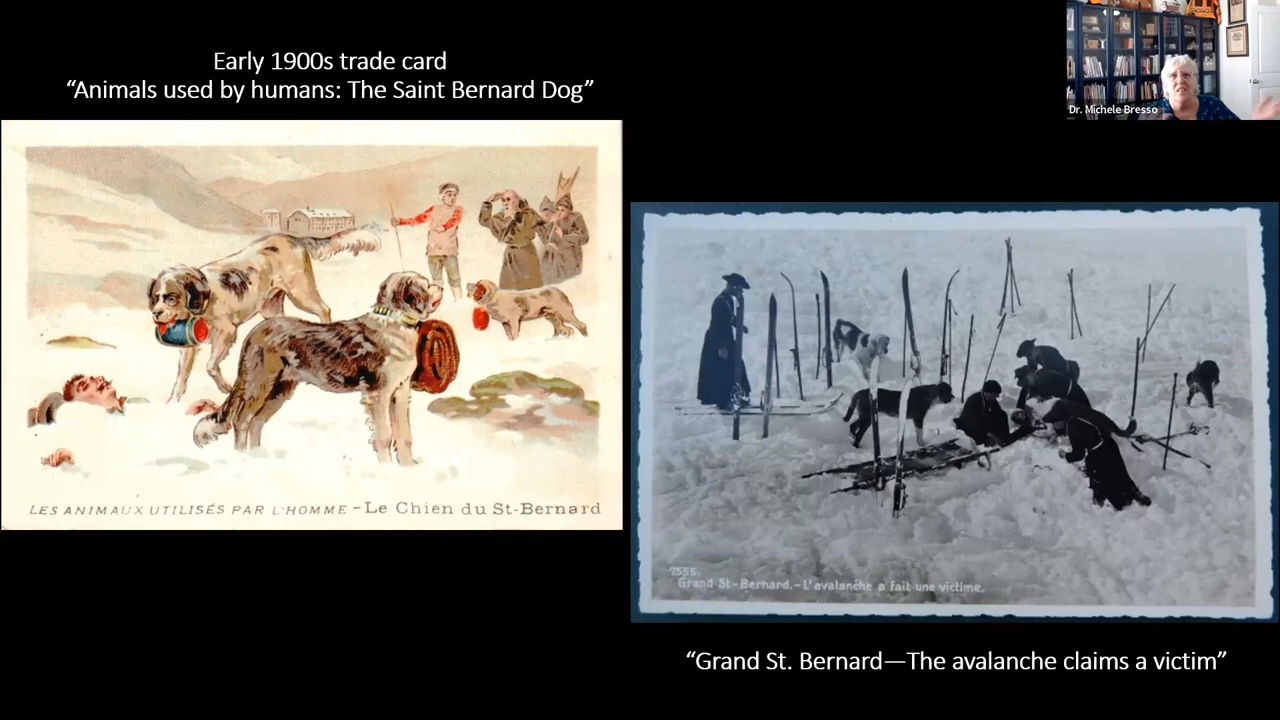 Early 1900s trade card
“Animals used by humans: The Saint Bernard Dog”
Dr. Michele Bresso
LES ANIMAUX UTILISÉS PAR L'HOMME – Le Chien du St-Bernard
7555.
Grand St-Bernard. – L'avalanche a fait une victime.
“Grand St. Bernard—The avalanche claims a victim”